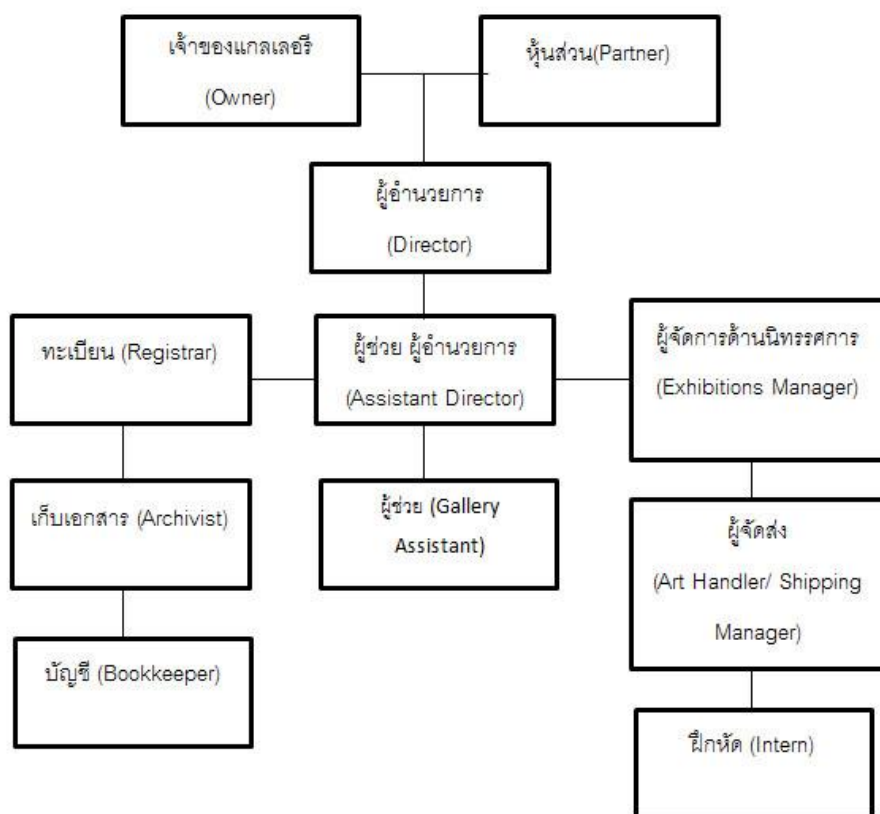 เจ้าของแกลเลอรี
(Owner)
หุ้นส่วน(Partner)
ผู้อำนวยการ
(Director)
ทะเบียน (Registrar)
ผู้ช่วย ผู้อำนวยการ
(Assistant Director)
ผู้จัดการด้านนิทรรศการ
(Exhibitions Manager)
เก็บเอกสาร (Archivist)
ผู้ช่วย (Gallery
Assistant)
ผู้จัดส่ง
(Art Handler/ Shipping
Manager)
บัญชี (Bookkeeper)
ฝึกหัด (Intern)